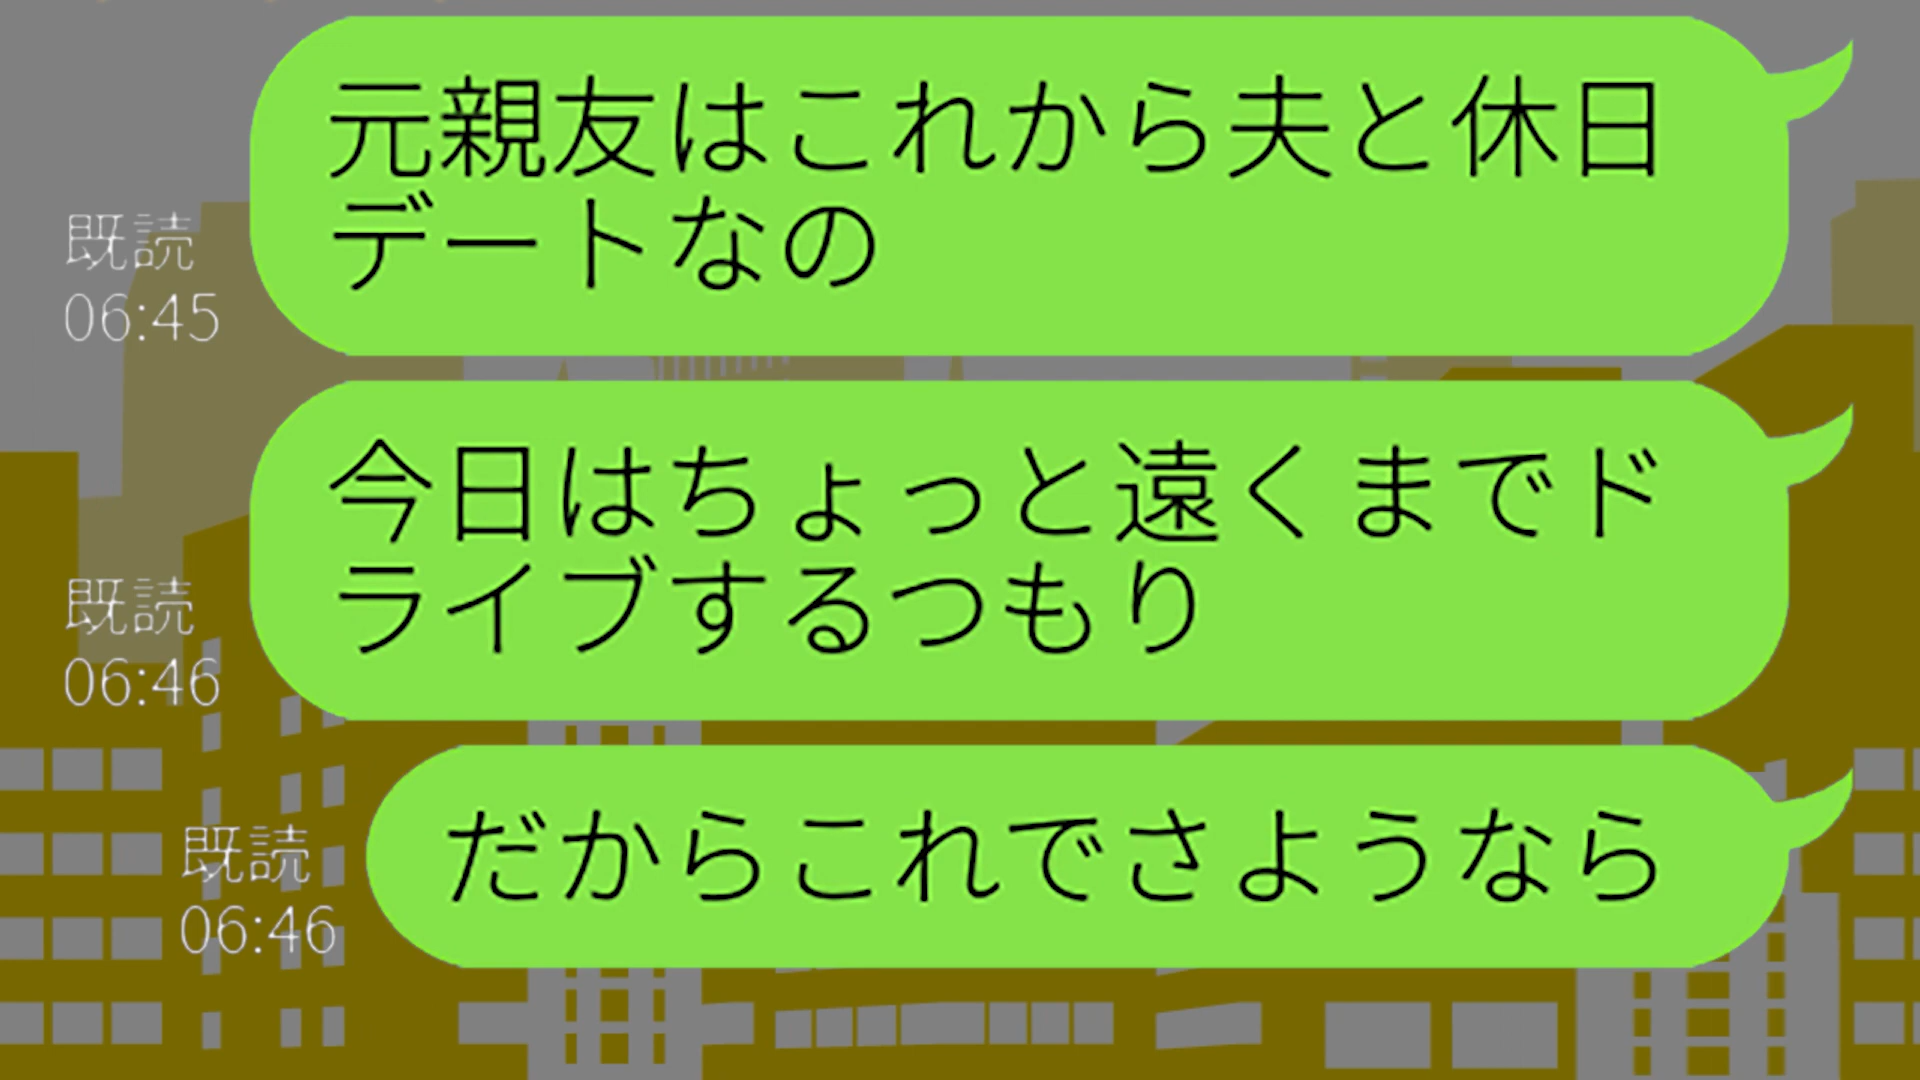 元親友はこれから夫と休日
デートなの
既読
06:45
今日はちょっと遠くまでド
ライブするつもり
既読
06:46
だからこれでさようなら
既読
06:46